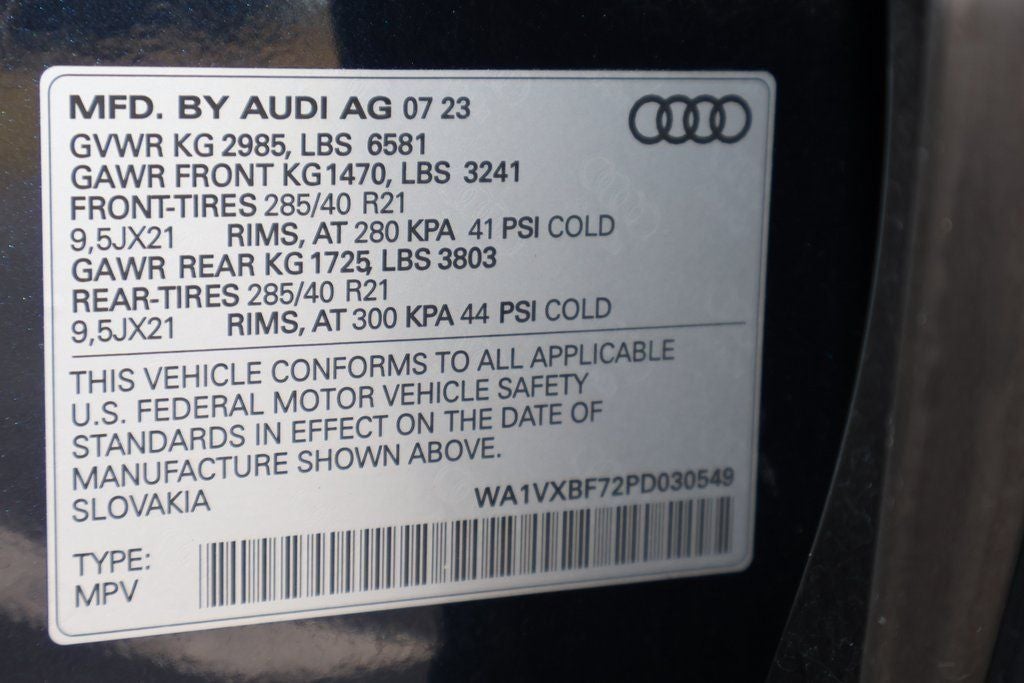 MFD. BY AUDI AG 07 23
GVWR KG 2985, LBS 6581
GAWR FRONT KG 1470, LBS 3241
FRONT-TIRES 285/40 R21
9,5JX21 RIMS, AT 280 KPA 41 PSI COLD
GAWR REAR KG 1725, LBS 3803
REAR-TIRES 285/40 R21
9,5JX21 RIMS, AT 300 KPA 44 PSI COLD
THIS VEHICLE CONFORMS TO ALL APPLICABLE
U.S. FEDERAL MOTOR VEHICLE SAFETY
STANDARDS IN EFFECT ON THE DATE OF
MANUFACTURE SHOWN ABOVE.
SLOVAKIA
WA1VXBF72PD030549
TYPE:
MPV